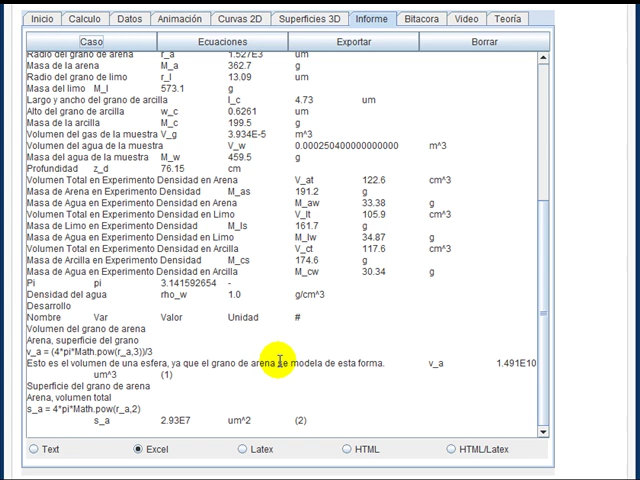 Inicio Calculo Datos Animación Curvas 2D Superficies 3D Informe Bitacora Video Teoría
Caso Ecuaciones Exportar Borrar
Radio del grano de arena r_a 1.527E3 um
Masa de la arena M_a 362.7 g
Radio del grano de limo r_l 13.09 um
Masa del limo M_l 573.1 g
Largo y ancho del grano de arcilla l_c 4.73 um
Alto del grano de arcilla w_c 0.6261 um
Masa de la arcilla M_c 199.5 g
Volumen del gas de la muestra V_g 3.934E-5 m^3
Volumen del agua de la muestra V_w 0.000250400000000000 m^3
Masa del agua de la muestra M_w 459.5 g
Profundidad z_d 76.15 cm
Volumen Total en Experimento Densidad en Arena V_at 122.6 cm^3
Masa de Arena en Experimento Densidad M_as 191.2 g
Masa de Agua en Experimento Densidad en Arena M_aw 33.38 g
Volumen Total en Experimento Densidad en Limo V_lt 105.9 cm^3
Masa de Limo en Experimento Densidad M_ls 161.7 g
Masa de Agua en Experimento Densidad en Limo M_lw 34.87 g
Volumen Total en Experimento Densidad en Arcilla V_ct 117.6 cm^3
Masa de Arcilla en Experimento Densidad M_cs 174.6 g
Masa de Agua en Experimento Densidad en Arcilla M_cw 30.34 g
Pi pi 3.141592654 -
Densidad del agua rho_w 1.0 g/cm^3
Desarrollo
Nombre Var Valor Unidad #
Volumen del grano de arena
Arena, superficie del grano
v_a = (4*pi*Math.pow(r_a,3))/3
Esto es el volumen de una esfera, ya que el grano de arena se modela de esta forma. v_a 1.491E10
um^3 (1)
Superficie del grano de arena
Arena, volumen total
s_a = 4*pi*Math.pow(r_a,2)
s_a 2.93E7 um^2 (2)
Text Excel Latex HTML HTML/Latex